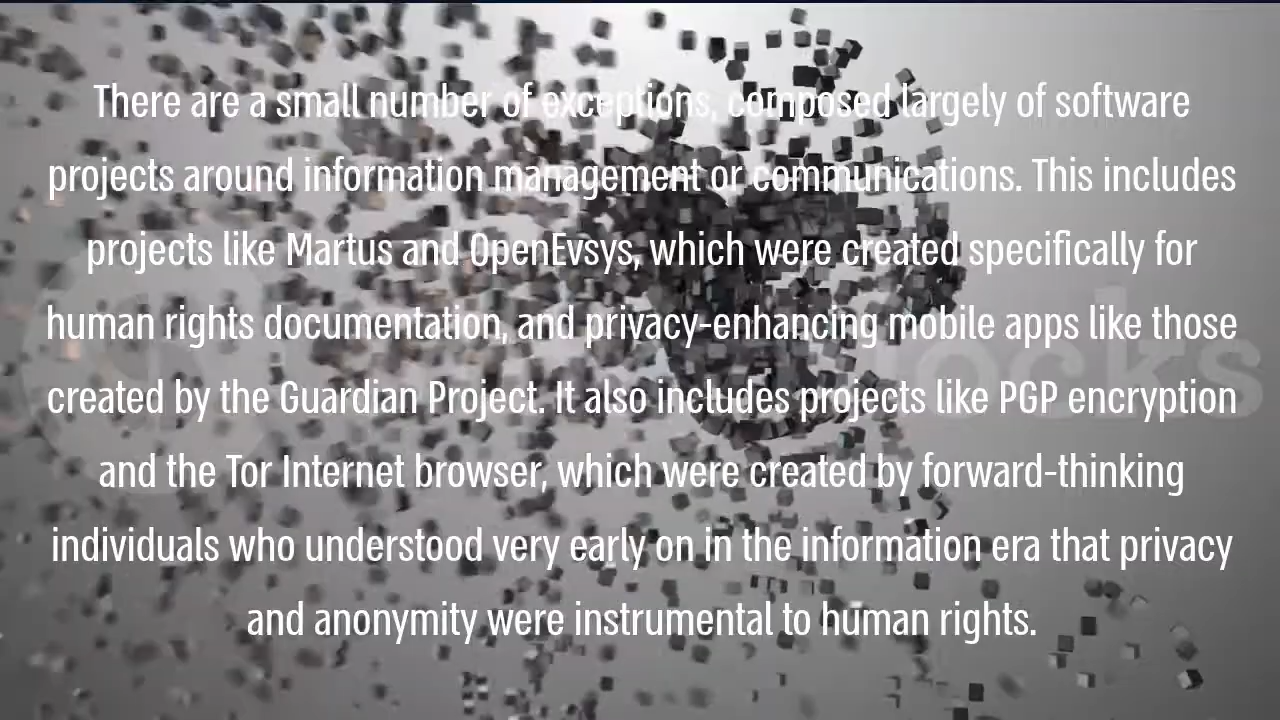 There are a small number of exceptions, composed largely of software
projects around information management or communications. This includes
projects like Martus and OpenEvsys, which were created specifically for
human rights documentation, and privacy-enhancing mobile apps like those
created by the Guardian Project. It also includes projects like PGP encryption
and the Tor Internet browser, which were created by forward-thinking
individuals who understood very early on in the information era that privacy
and anonymity were instrumental to human rights.